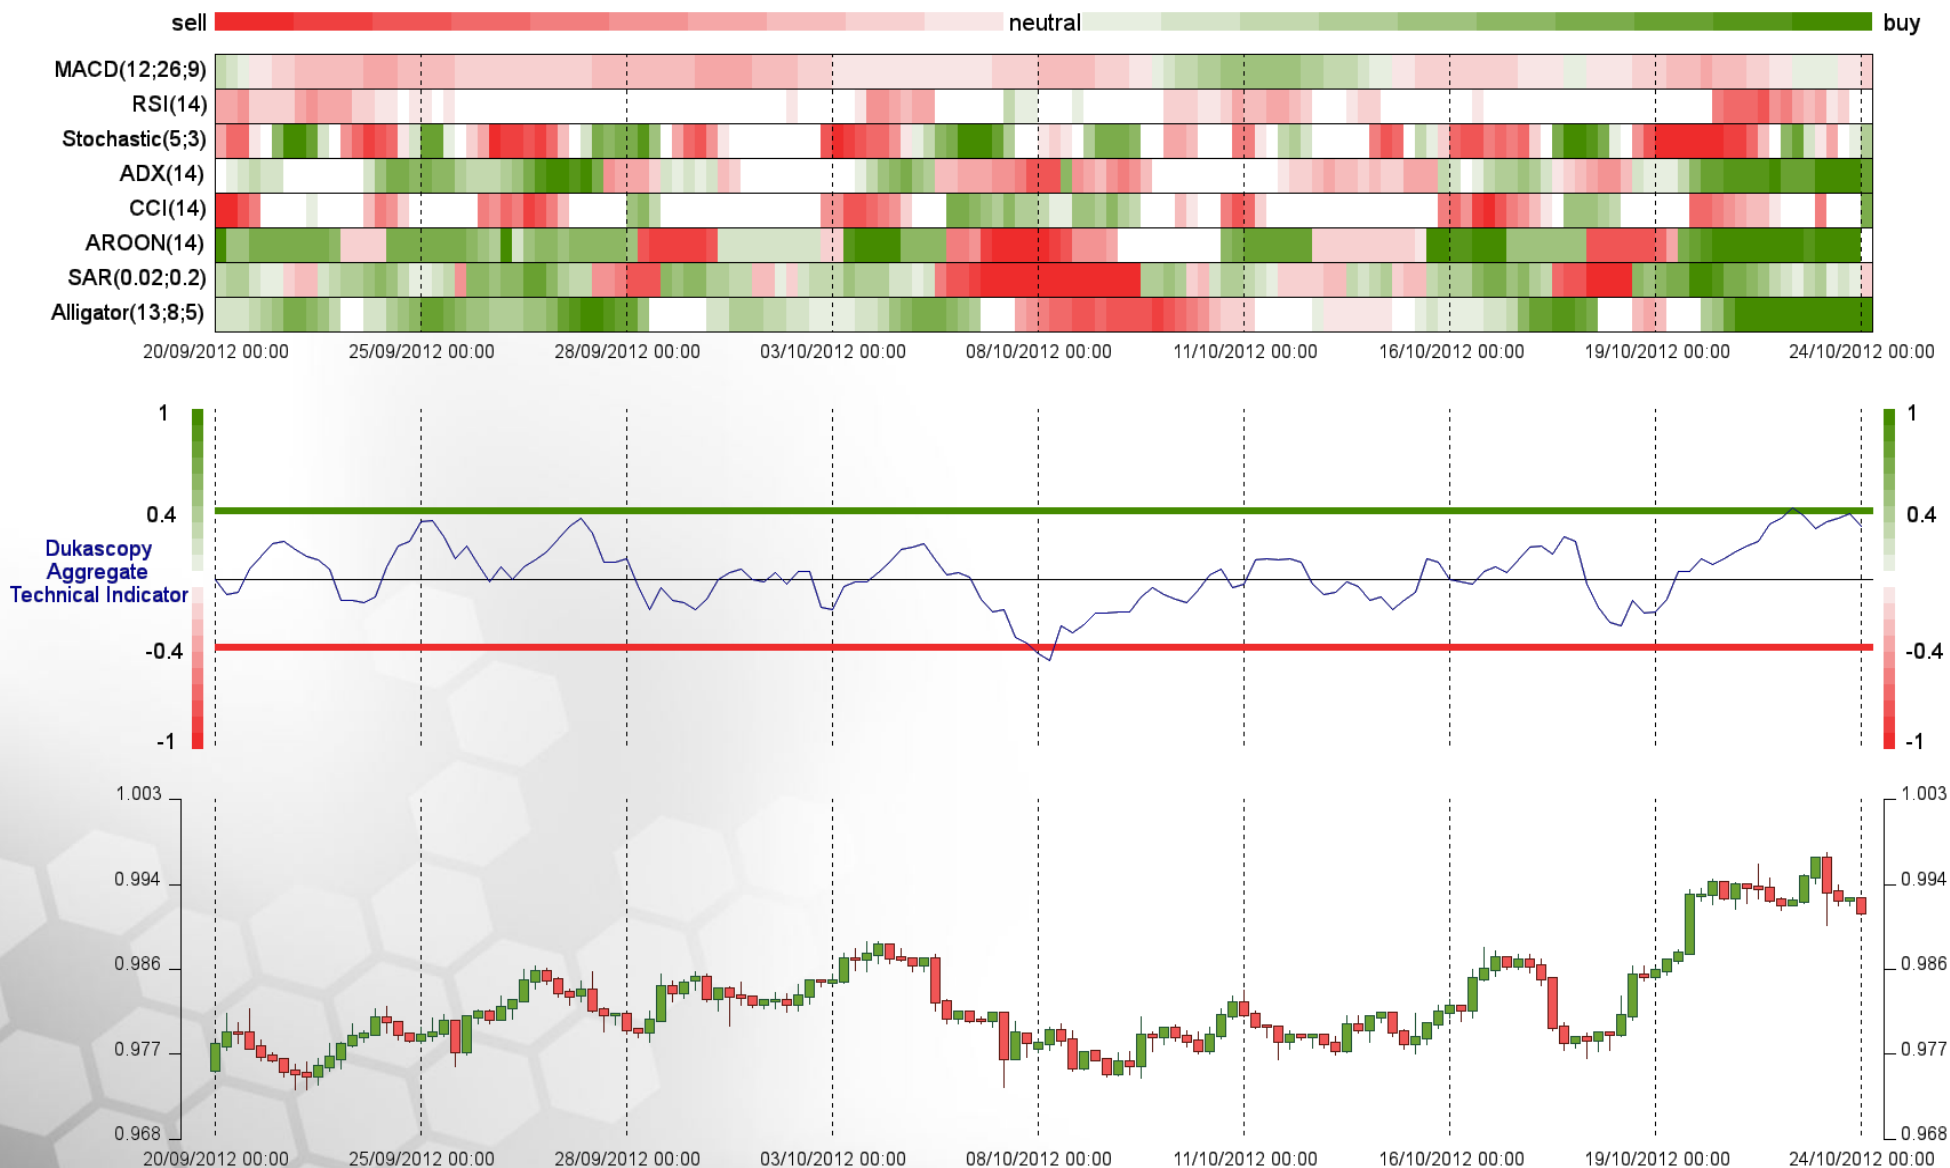 sell neutral buy
MACD(12;26;9)
RSI(14)
Stochastic(5;3)
ADX(14)
CCI(14)
AROON(14)
SAR(0.02;0.2)
Alligator(13;8;5)
20/09/2012 00:00 25/09/2012 00:00 28/09/2012 00:00 03/10/2012 00:00 08/10/2012 00:00 11/10/2012 00:00 16/10/2012 00:00 19/10/2012 00:00 24/10/2012 00:00
1 1
0.4 0.4
Dukascopy
Aggregate
Technical Indicator
-0.4 -0.4
-1 -1
1.003 1.003
0.994 0.994
0.986 0.986
0.977 0.977
0.968 0.968
20/09/2012 00:00 25/09/2012 00:00 28/09/2012 00:00 03/10/2012 00:00 08/10/2012 00:00 11/10/2012 00:00 16/10/2012 00:00 19/10/2012 00:00 24/10/2012 00:00